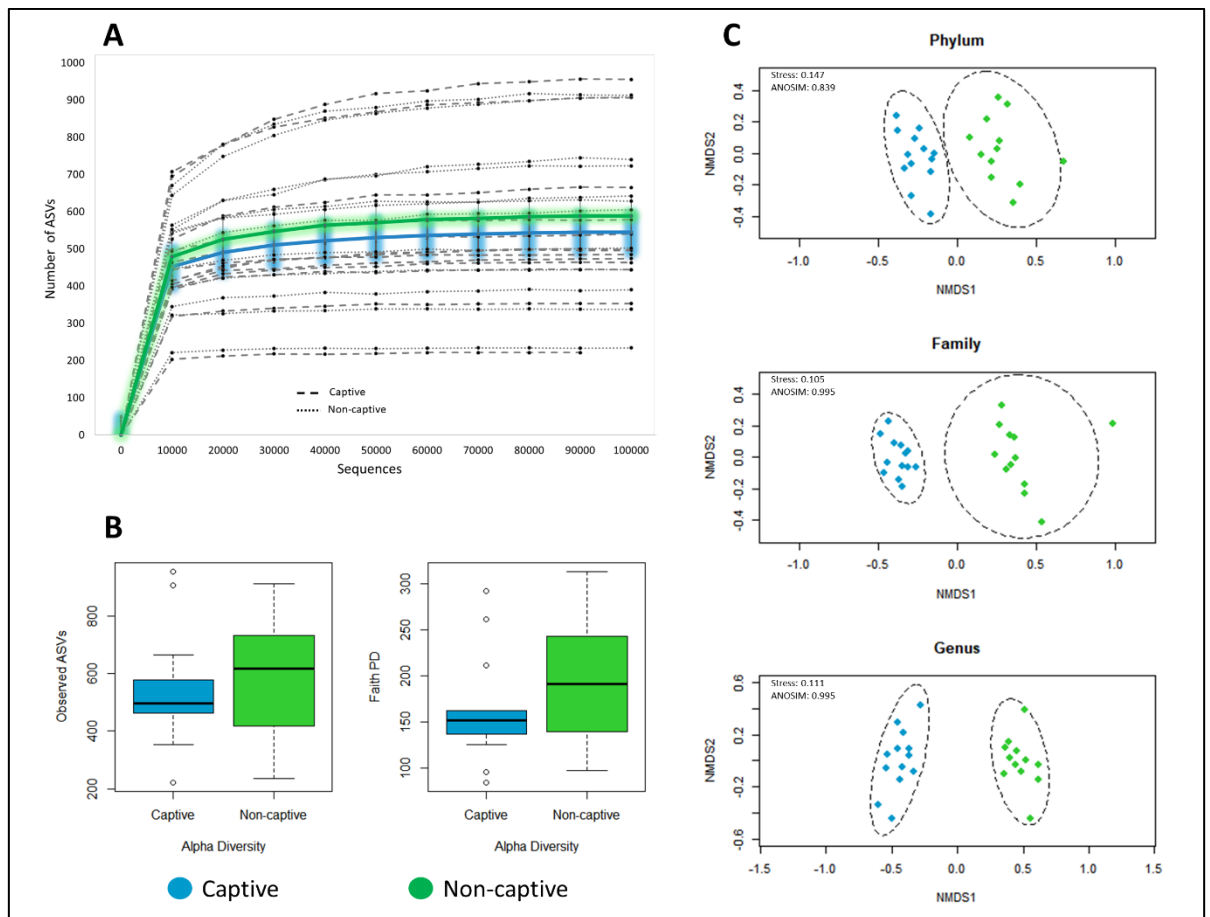 A
1000
900
800
700
600
500
400
300
200
100
0
Number of ASVs
Captive
Non-captive
0 10000 20000 30000 40000 50000 60000 70000 80000 90000 100000
Sequences
B
Observed ASVs
800
600
400
200
Captive Non-captive
Alpha Diversity
Faith PD
300
250
200
150
100
Captive Non-captive
Alpha Diversity
Captive Non-captive
C
Phylum
Stress: 0.147
ANOSIM: 0.839
NMDS2
0.4
0.2
0.0
-0.2
-0.4
-1.0 -0.5 0.0 0.5 1.0
NMDS1
Family
Stress: 0.105
ANOSIM: 0.995
NMDS2
0.4
0.2
0.0
-0.2
-0.4
-1.0 -0.5 0.0 0.5 1.0
NMDS1
Genus
Stress: 0.111
ANOSIM: 0.995
NMDS2
0.6
0.2
-0.2
-0.6
-1.5 -1.0 -0.5 0.0 0.5 1.0 1.5
NMDS1